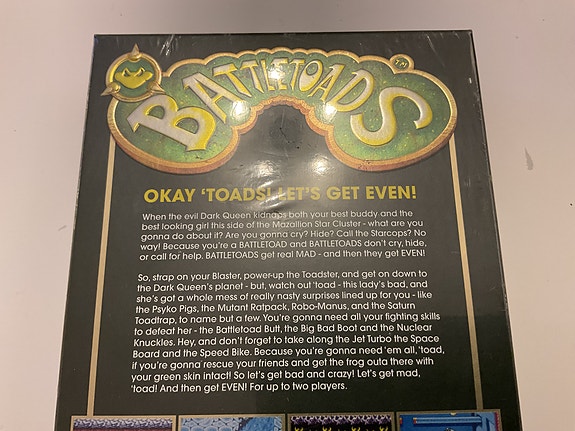 BATTLETOADS TM
OKAY 'TOADS! LET'S GET EVEN!
When the evil Dark Queen kidnaps both your best buddy and the
best looking girl this side of the Mazallion Star Cluster - what are you
gonna do about it? Are you gonna cry? Hide? Call the Starcops? No
way! Because you're a BATTLETOAD and BATTLETOADS don't cry, hide,
or call for help. BATTLETOADS get real MAD - and then they get EVEN!
So, strap on your Blaster, power-up the Toadster, and get on down to
the Dark Queen's planet - but, watch out 'toad - this lady's bad, and
she's got a whole mess of really nasty surprises lined up for you - like
the Psyko Pigs, the Mutant Ratpack, Robo-Manus, and the Saturn
Toadtrap, to name but a few. You're gonna need all your fighting skills
to defeat her - the Battletoad Butt, the Big Bad Boot and the Nuclear
Knuckles. Hey, and don't forget to take along the Jet Turbo the Space
Board and the Speed Bike. Because you're gonna need 'em all, 'toad,
if you're gonna rescue your friends and get the frog outa there with
your green skin intact! So let's get bad and crazy! Let's get mad,
'toad! And then get EVEN! For up to two players.